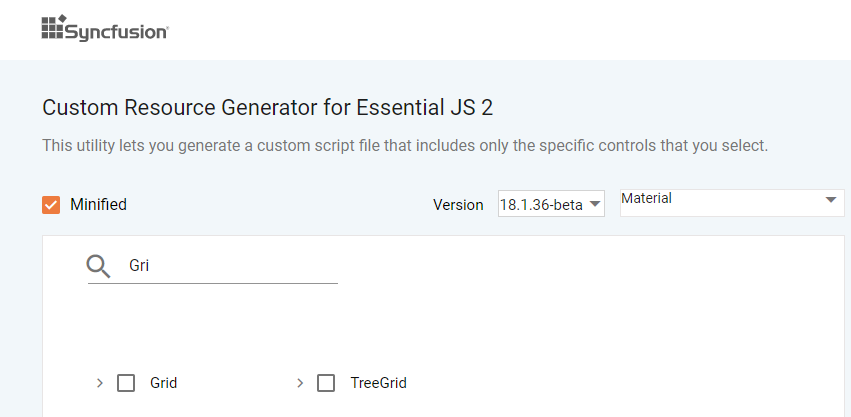 Syncfusion
Custom Resource Generator for Essential JS 2
This utility lets you generate a custom script file that includes only the specific controls that you select.
Minified Version 18.1.36-beta Material
Gri
Grid TreeGrid